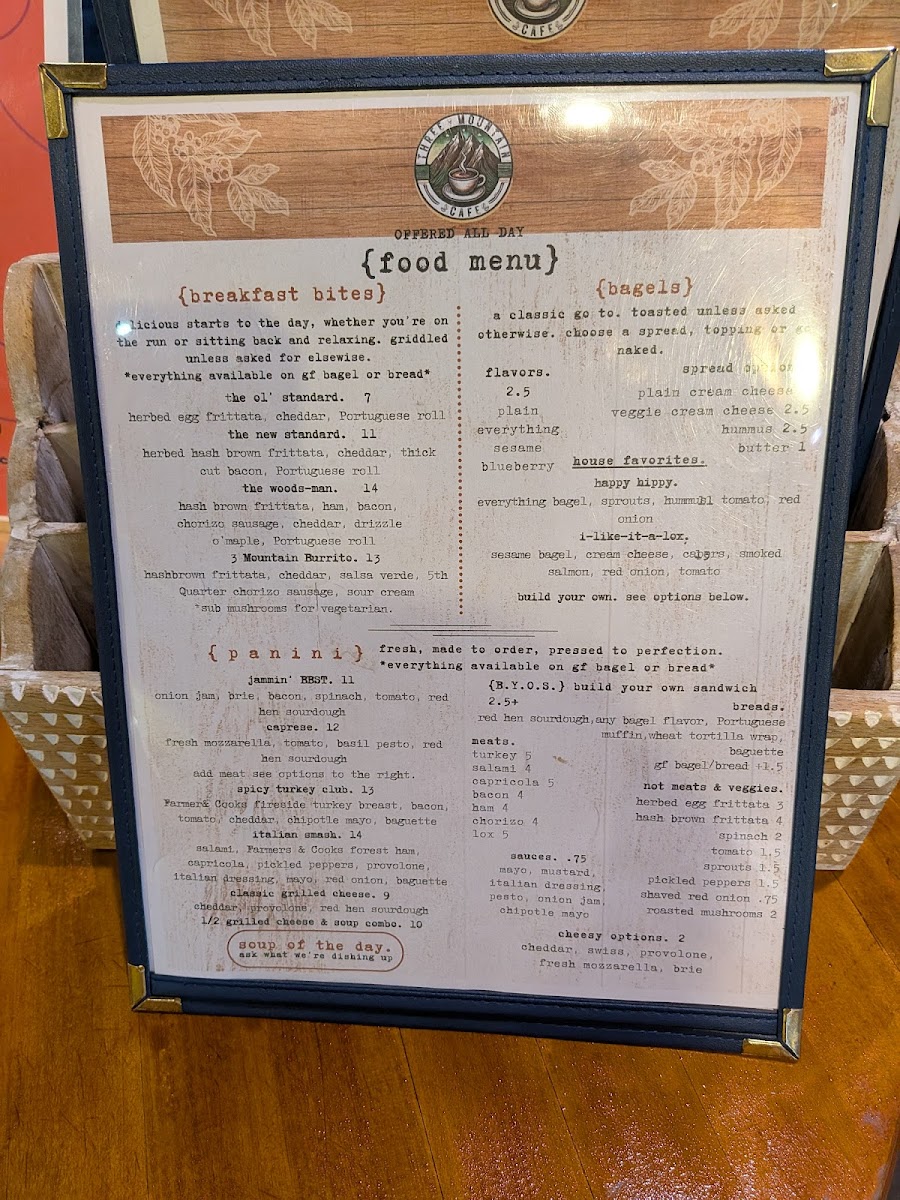 CAFE
THREE MOUNTAIN
CAFE
OFFERED ALL DAY
{food menu}
{breakfast bites}
licious starts to the day, whether you're on
the run or sitting back and relaxing. griddled
unless asked for elsewise.
*everything available on gf bagel or bread*
the ol' standard. 7
herbed egg frittata, cheddar, Portuguese roll
the new standard. 11
herbed hash brown frittata, cheddar, thick
cut bacon, Portuguese roll
the woods-man. 14
hash brown frittata, ham, bacon,
chorizo sausage, cheddar, drizzle
o'maple, Portuguese roll
3 Mountain Burrito. 13
hashbrown frittata, cheddar, salsa verde, 5th
Quarter chorizo sausage, sour cream
*sub mushrooms for vegetarian.
{bagels}
a classic go to. toasted unless asked
otherwise. choose a spread, topping or
naked.
flavors.
2.5
plain
everything
sesame
blueberry
spread
plain cream cheese
veggie cream cheese 2.5
hummus 2.5
butter 1
house favorites.
happy hippy.
everything bagel, sprouts, tomato, red
onion
i-like-it-a-lox.
sesame bagel, cream cheese, smoked
salmon, red onion, tomato
build your own. see options below.
{panini}
fresh, made to order, pressed to perfection.
*everything available on gf bagel or bread*
jammin' BEST. 11
onion jam, brie, bacon, spinach, tomato, red
hen sourdough
caprese. 12
fresh mozzarella, tomato, basil pesto, red
hen sourdough
add meat see options to the right.
spicy turkey club. 13
Farmer& Cooks fireside turkey breast, bacon,
tomato, cheddar, chipotle mayo, baguette
italian smash. 14
salami, Farmers & Cooks forest ham,
capricola, pickled peppers, provolone,
italian dressing, mayo, red onion, baguette
classic grilled cheese. 9
cheddar, provolone, red hen sourdough
1/2 grilled cheese & soup combo. 10
soup of the day.
ask what we're dishing up
{B.Y.O.S.} build your own sandwich
2.5+
breads.
red hen sourdough,any bagel flavor, Portuguese
muffin,wheat tortilla wrap,
baguette
gf bagel/bread +1.5
meats.
turkey 5
salami 4
capricola 5
bacon 4
ham 4
chorizo 4
lox 5
sauces. .75
mayo, mustard,
italian dressing,
pesto, onion jam,
chipotle mayo
not meats & veggies.
herbed egg frittata 3
hash brown frittata 4
spinach 2
tomato 1.5
sprouts 1.5
pickled peppers 1.5
shaved red onion .75
roasted mushrooms 2
cheesy options. 2
cheddar, swiss, provolone,
fresh mozzarella, brie